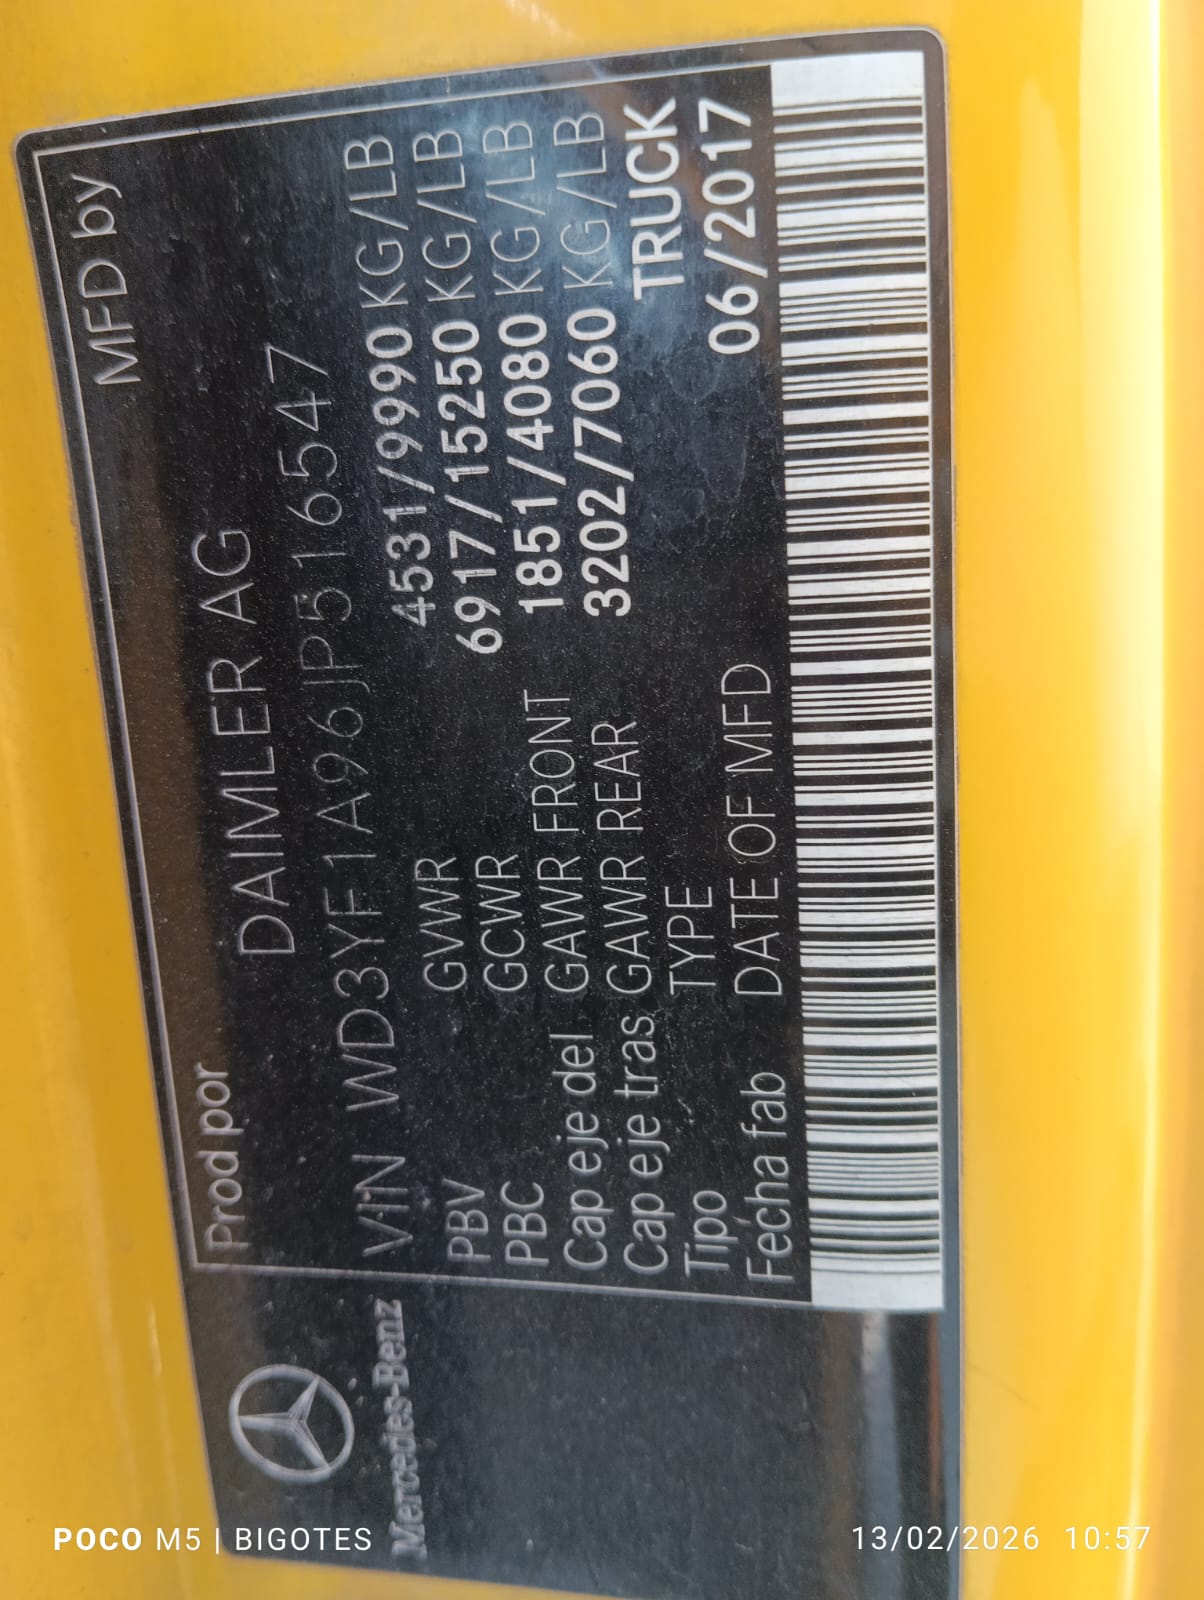 Prod por MFD by
DAIMLER AG
VIN WD3YF1A96JP516547
PBV GVWR 4531/9990 KG/LB
PBC GCWR 6917/15250 KG/LB
Cap eje del GAWR FRONT 1851/4080 KG/LB
Cap eje tras GAWR REAR 3202/7060 KG/LB
Tipo TYPE TRUCK
Fecha fab DATE OF MFD 06/2017
Mercedes-Benz
POCO M5 | BIGOTES
13/02/2026 10:57